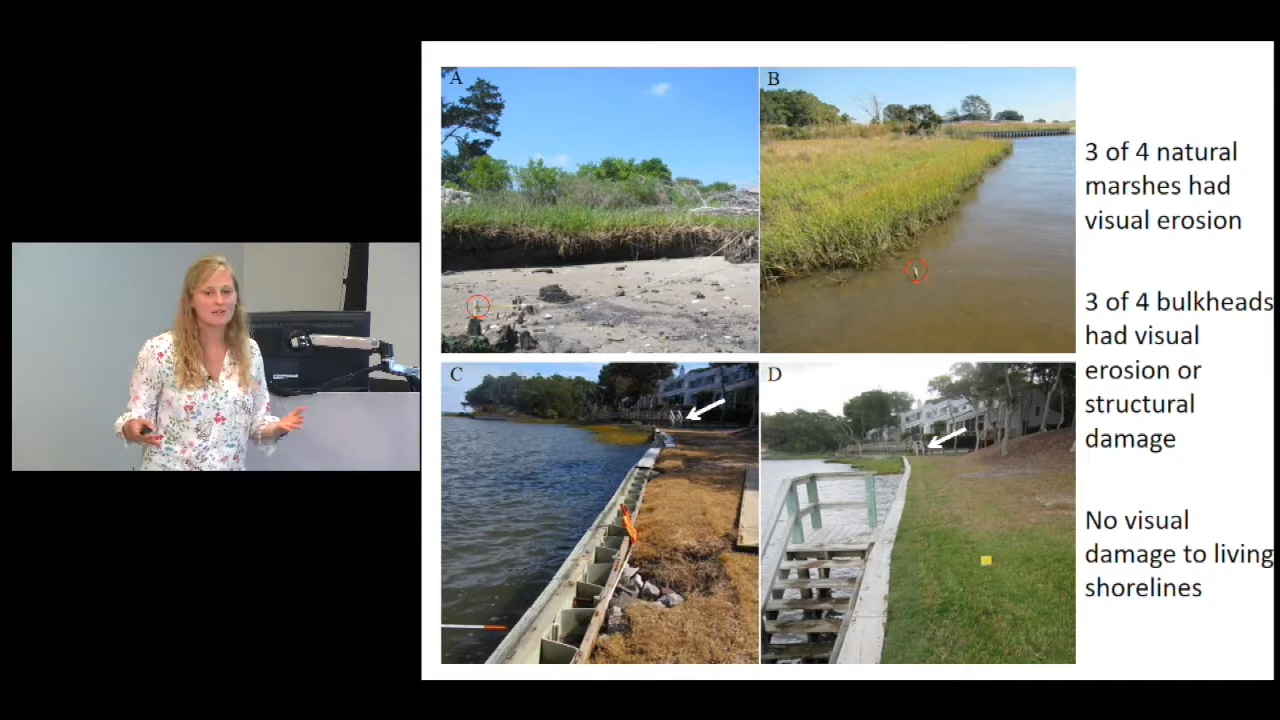 A
B
C
D
3 of 4 natural
marshes had
visual erosion
3 of 4 bulkheads
had visual
erosion or
structural
damage
No visual
damage to living
shorelines